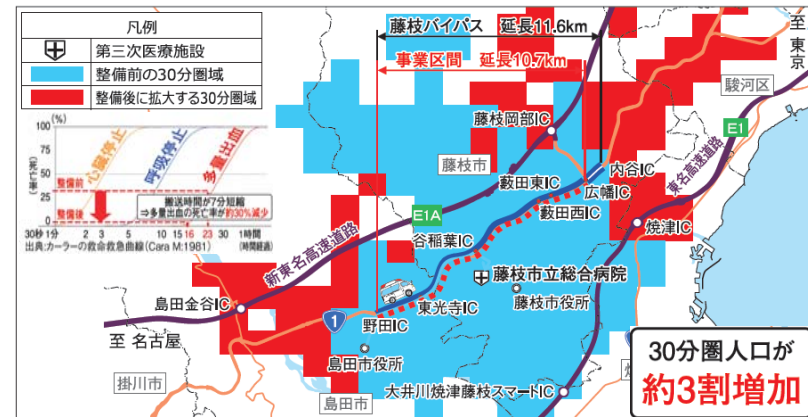 凡例
第三次医療施設
整備前の30分圏域
整備後に拡大する30分圏域
藤枝バイパス 延長11.6km
事業区間 延長10.7km
至 東京
駿河区
E1
東名高速道路
藤枝岡部IC
藤枝市
内谷IC
広幡IC
薮田東IC
薮田西IC
焼津IC
E1A
新東名高速道路
谷稲葉IC
藤枝市立総合病院
藤枝市役所
東光寺IC
野田IC
1
島田金谷IC
至 名古屋
島田市役所
掛川市
島田市
大井川焼津藤枝スマートIC
(%)
100
75
50
25
0
(死亡率)
心臓停止
呼吸停止
多量出血
整備前
整備後
搬送時間が7分短縮
⇒多量出血の死亡率が約30%減少
30秒 1分 2 3 5 10 15 16 23 30 1時間
(時間経過)
出典:カーラーの救命救急曲線(Cara M:1981)
30分圏人口が
約3割増加